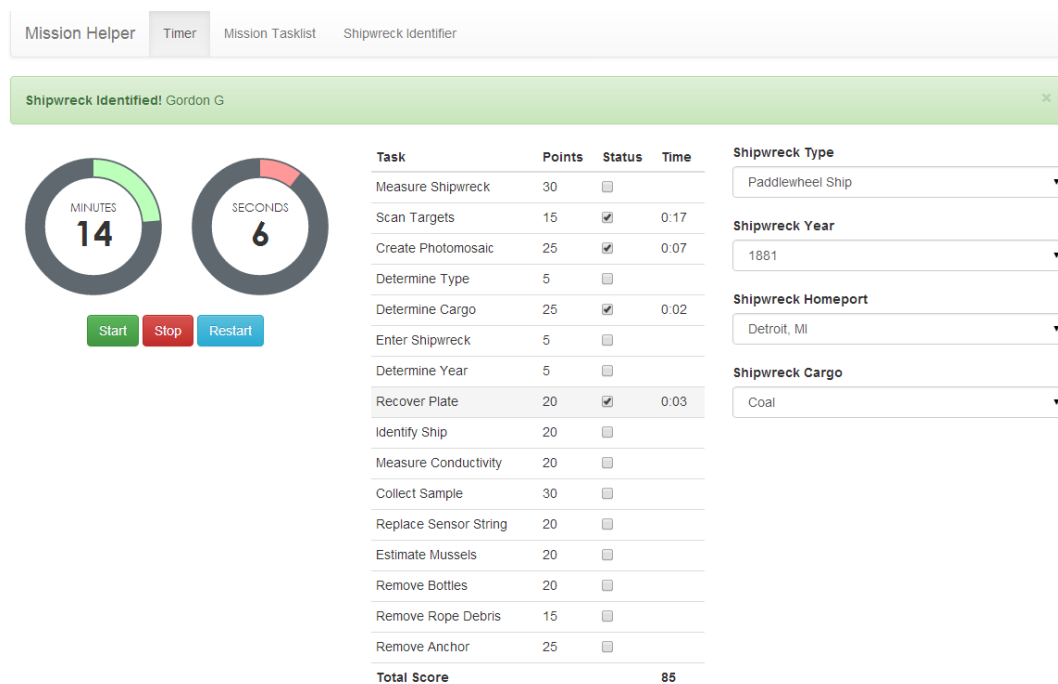 Mission Helper Timer Mission Tasklist Shipwreck Identifier
Shipwreck Identified! Gordon G ×
MINUTES
14
SECONDS
6
Start Stop Restart
Task Points Status Time
Measure Shipwreck 30
Scan Targets 15 0:17
Create Photomosaic 25 0:07
Determine Type 5
Determine Cargo 25 0:02
Enter Shipwreck 5
Determine Year 5
Recover Plate 20 0:03
Identify Ship 20
Measure Conductivity 20
Collect Sample 30
Replace Sensor String 20
Estimate Mussels 20
Remove Bottles 20
Remove Rope Debris 15
Remove Anchor 25
Total Score 85
Shipwreck Type
Paddlewheel Ship
Shipwreck Year
1881
Shipwreck Homeport
Detroit, MI
Shipwreck Cargo
Coal